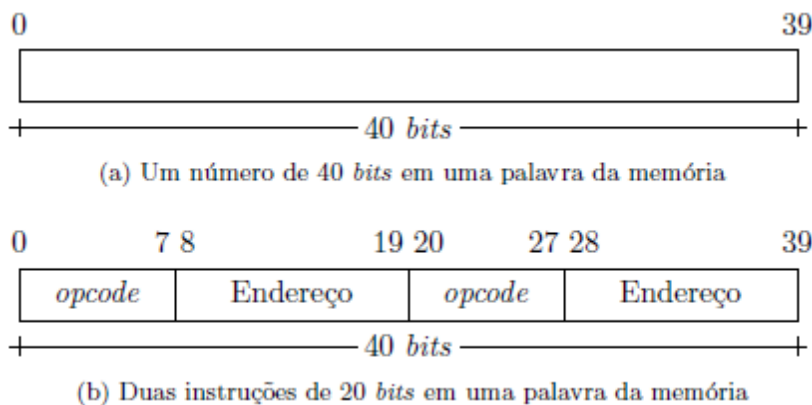 0 39
40 bits
(a) Um número de 40 bits em uma palavra da memória
0 7 8 19 20 27 28 39
opcode Endereço opcode Endereço
40 bits
(b) Duas instruções de 20 bits em uma palavra da memória